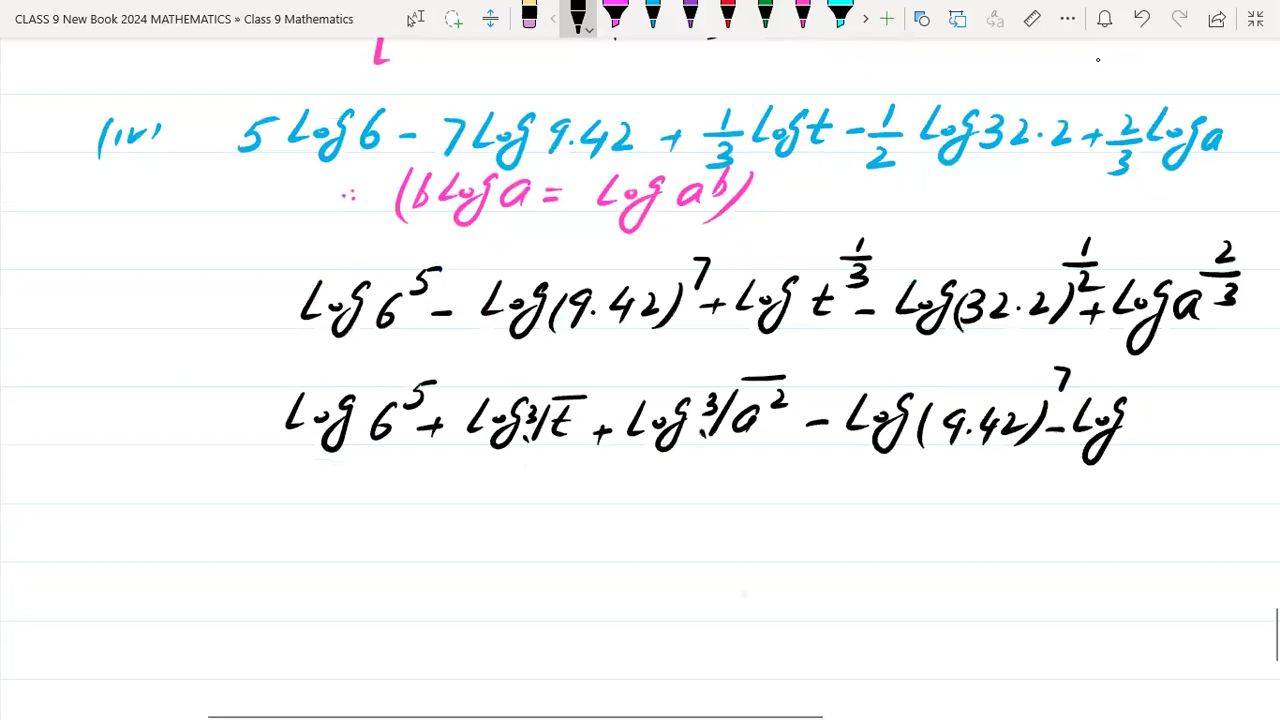 CLASS 9 New Book 2024 MATHEMATICS » Class 9 Mathematics
(iv) 5 Log 6 - 7 Log 9.42 + 1/3 Log t - 1/2 Log 32.2 + 2/3 Log a
∵ (b Log a = Log a^b)
Log 6^5 - Log (9.42)^7 + Log t^(1/3) - Log (32.2)^(1/2) + Log a^(2/3)
Log 6^5 + Log ³√t + Log ³√a² - Log (9.42)^7 - Log